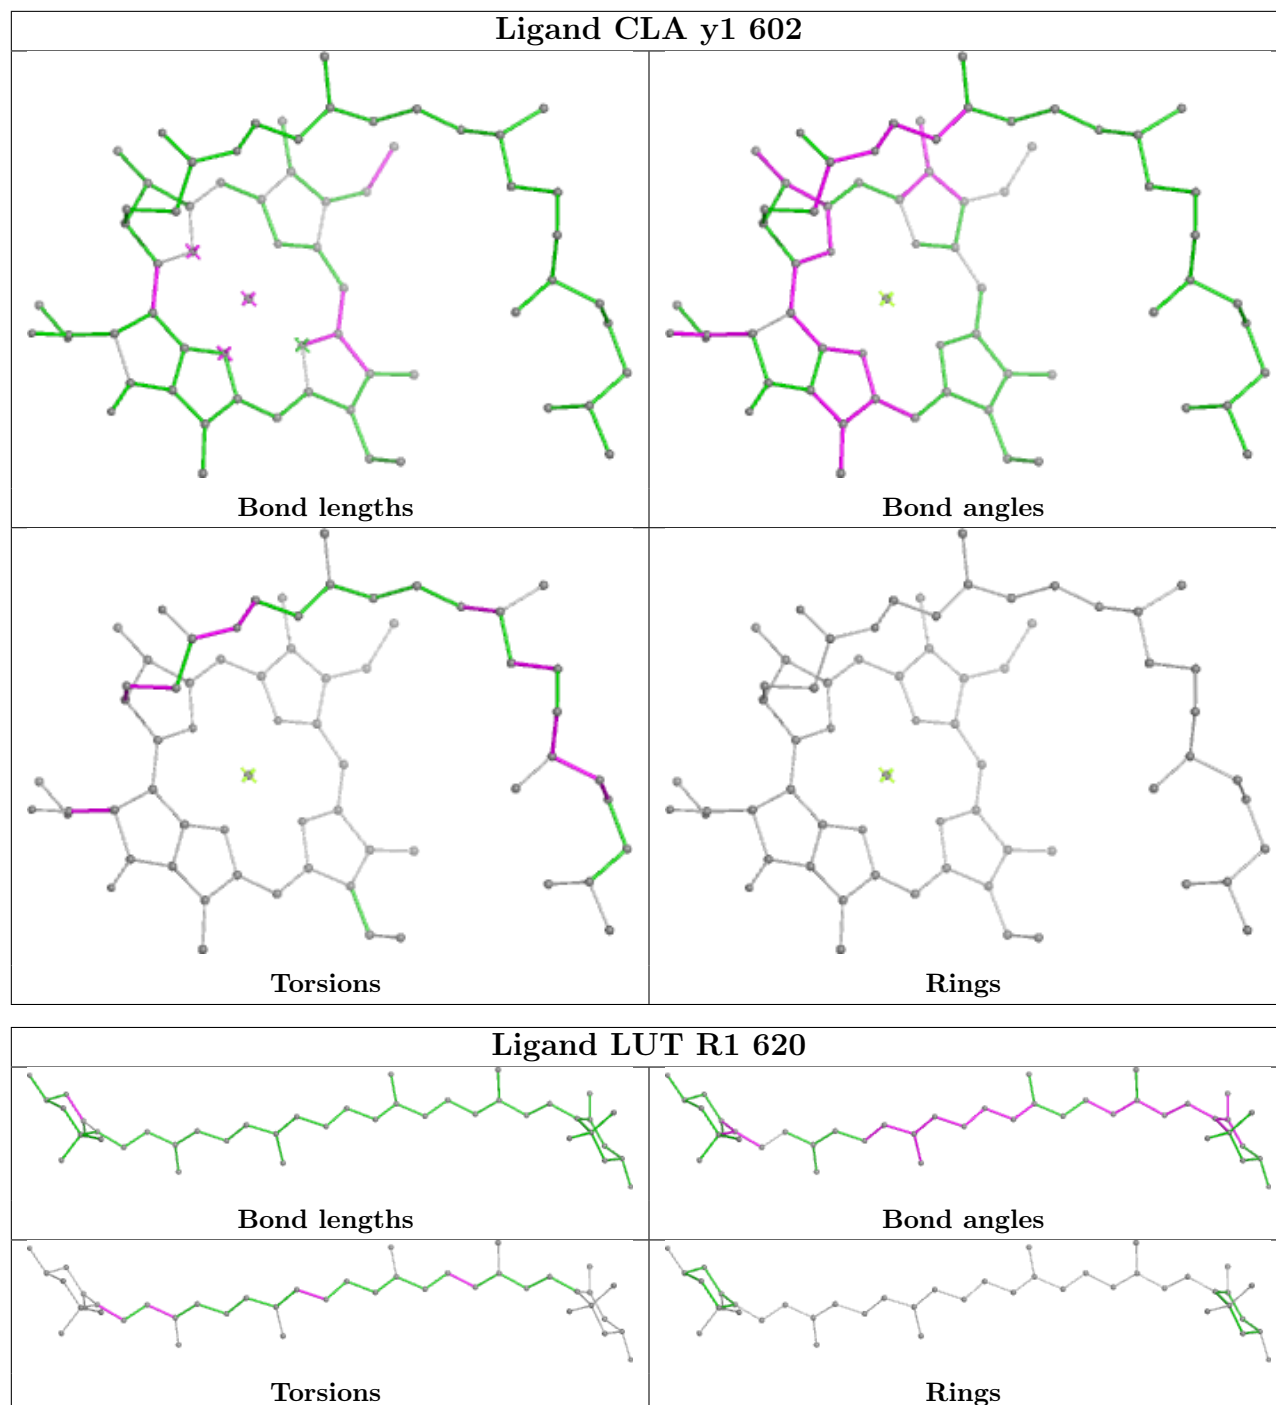 Ligand CLA y1 602
Bond lengths
Bond angles
Torsions
Rings
Ligand LUT R1 620
Bond lengths
Bond angles
Torsions
Rings